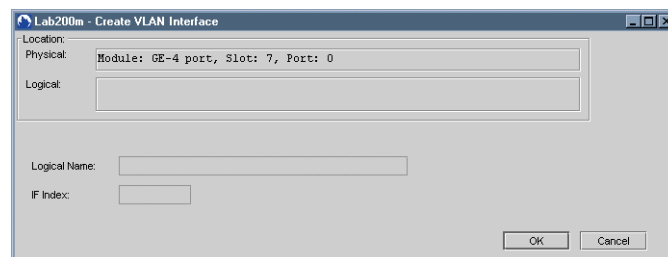 Lab200m - Create VLAN Interface
Location:
Physical: Module: GE-4 port, Slot: 7, Port: 0
Logical:
Logical Name:
IF Index:
OK Cancel